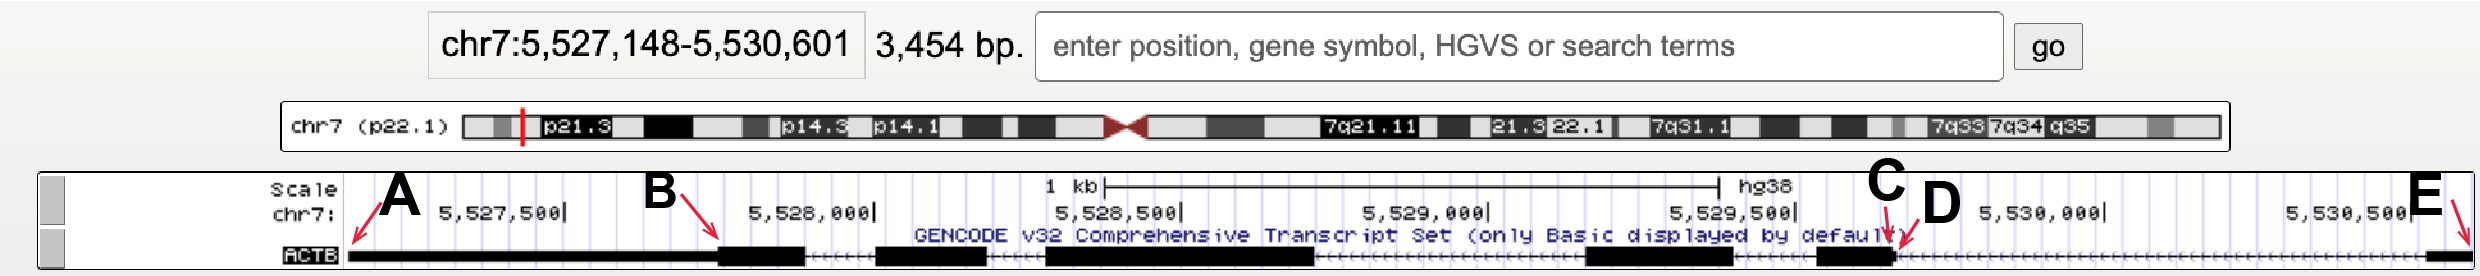 chr7:5,527,148-5,530,601 3,454 bp. enter position, gene symbol, HGVS or search terms go
chr7 (p22.1) p21.3 p14.3 p14.1 7q21.11 21.3 22.1 7q31.1 7q33 7q34 q35
A B C D E
Scale 1 kb hg38
chr7: 5,527,500| 5,528,000| 5,528,500| 5,529,000| 5,529,500| 5,530,000| 5,530,500|
GENCODE v32 Comprehensive Transcript Set (only Basic displayed by default)
ACTB